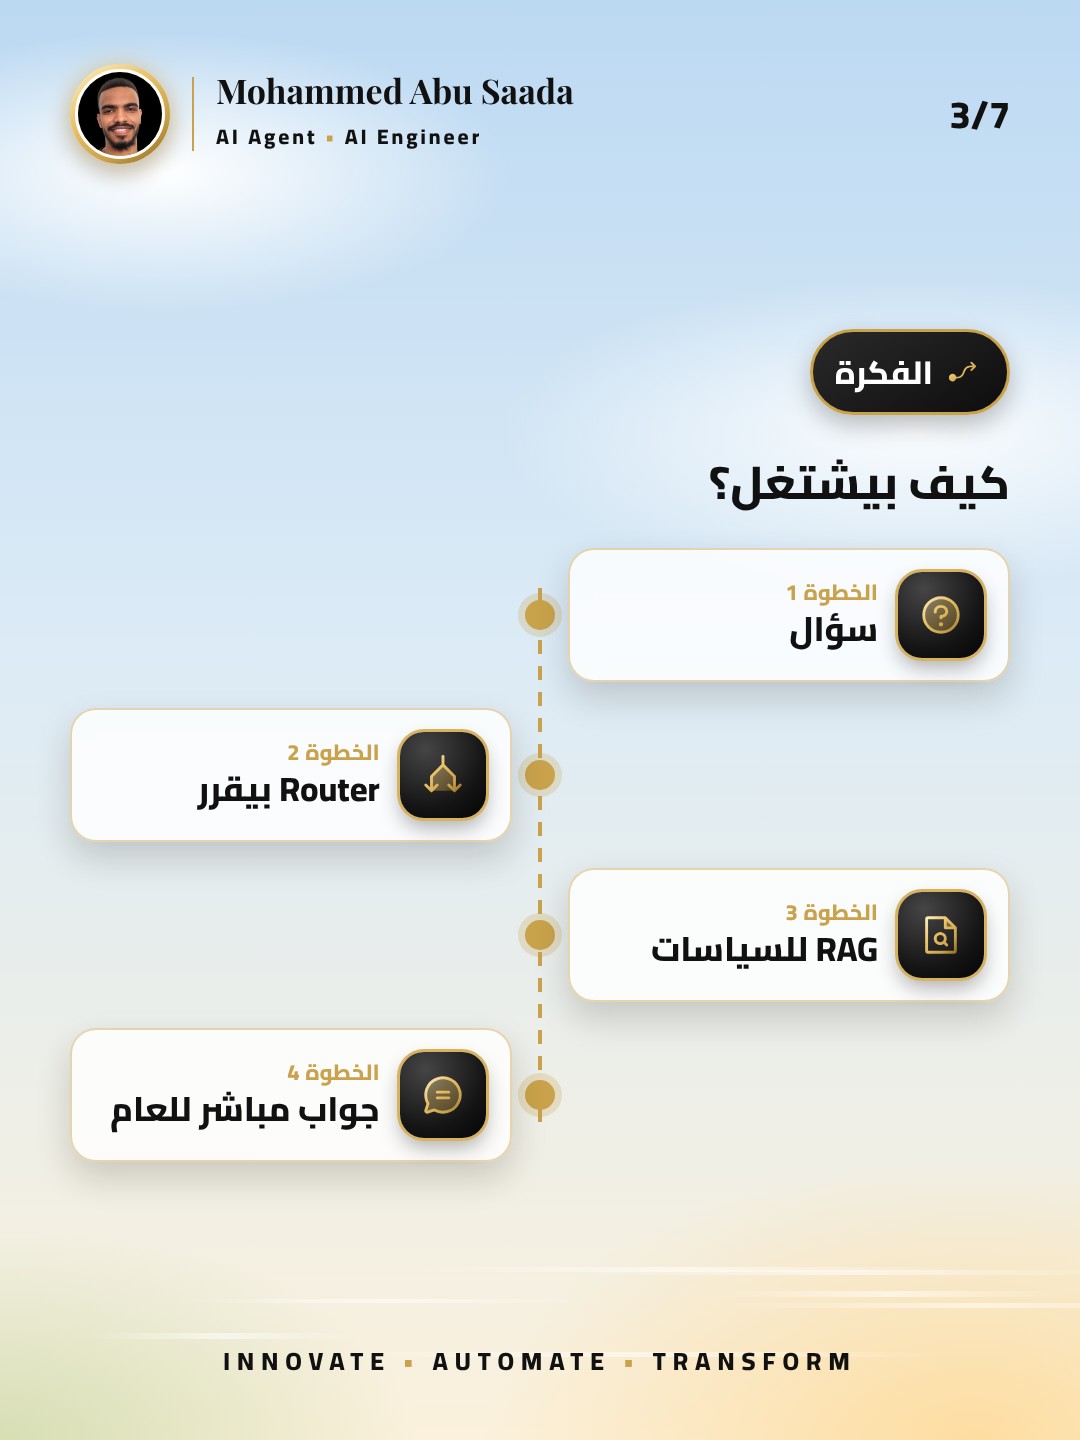 Mohammed Abu Saada
AI Agent ▪ AI Engineer
3/7
الفكرة
كيف بيشتغل؟
الخطوة 1
سؤال
الخطوة 2
Router بيقرر
الخطوة 3
RAG للسياسات
الخطوة 4
جواب مباشر للعام
INNOVATE ▪ AUTOMATE ▪ TRANSFORM